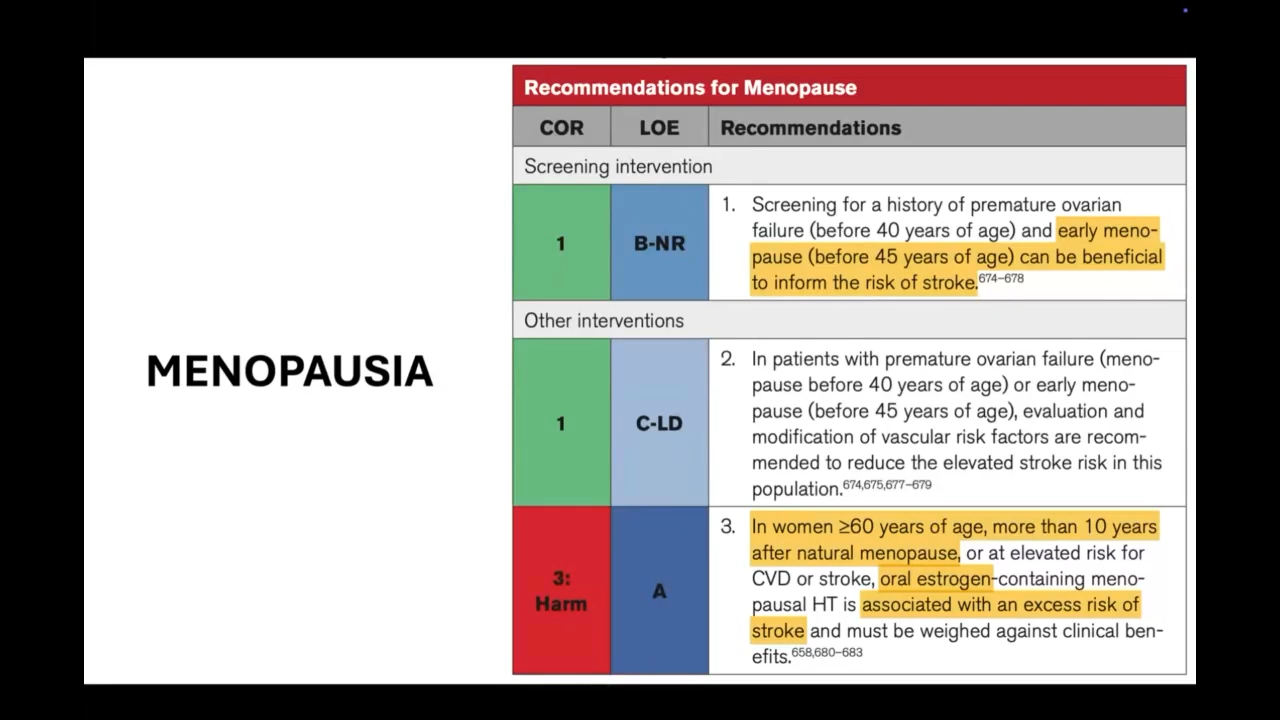 MENOPAUSIA
Recommendations for Menopause
COR LOE Recommendations
Screening intervention
1 B-NR
1. Screening for a history of premature ovarian
failure (before 40 years of age) and early meno-
pause (before 45 years of age) can be beneficial
to inform the risk of stroke.674–678
Other interventions
1 C-LD
2. In patients with premature ovarian failure (meno-
pause before 40 years of age) or early meno-
pause (before 45 years of age), evaluation and
modification of vascular risk factors are recom-
mended to reduce the elevated stroke risk in this
population.674,675,677–679
3: Harm A
3. In women ≥60 years of age, more than 10 years
after natural menopause, or at elevated risk for
CVD or stroke, oral estrogen-containing meno-
pausal HT is associated with an excess risk of
stroke and must be weighed against clinical ben-
efits.658,680–683